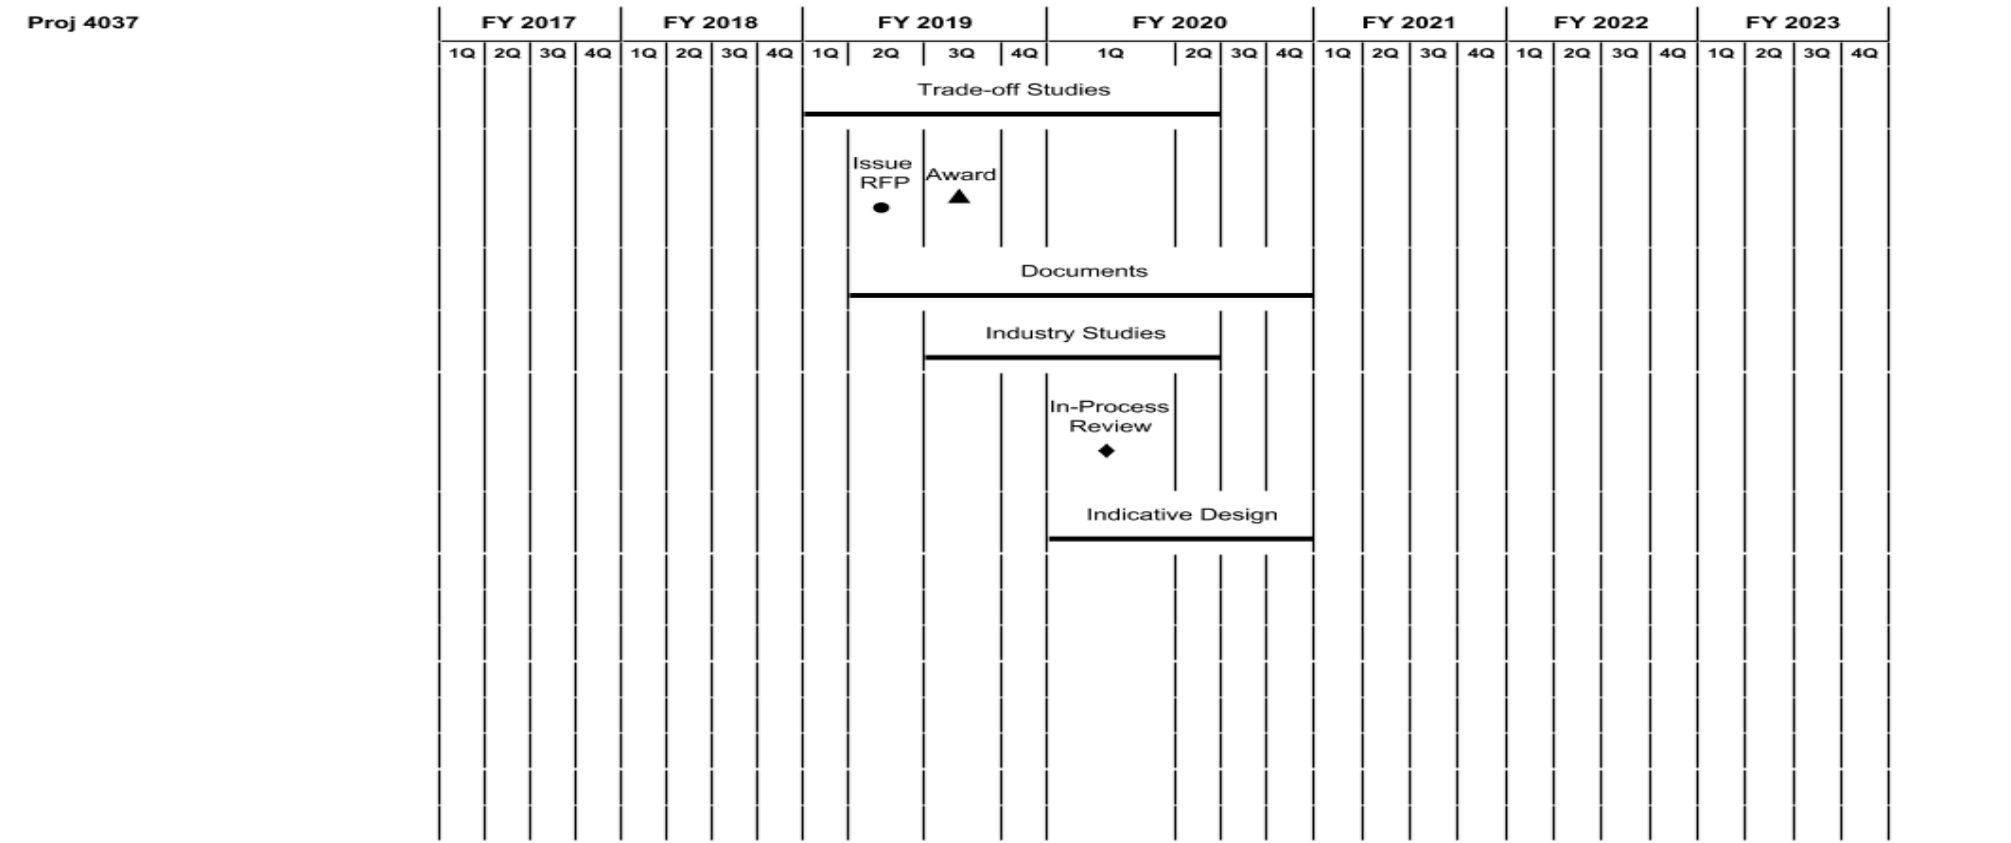 Proj 4037 FY 2017 FY 2018 FY 2019 FY 2020 FY 2021 FY 2022 FY 2023
1Q 2Q 3Q 4Q 1Q 2Q 3Q 4Q 1Q 2Q 3Q 4Q 1Q 2Q 3Q 4Q 1Q 2Q 3Q 4Q 1Q 2Q 3Q 4Q 1Q 2Q 3Q 4Q
Trade-off Studies
Issue
RFP
Award
Documents
Industry Studies
In-Process
Review
Indicative Design